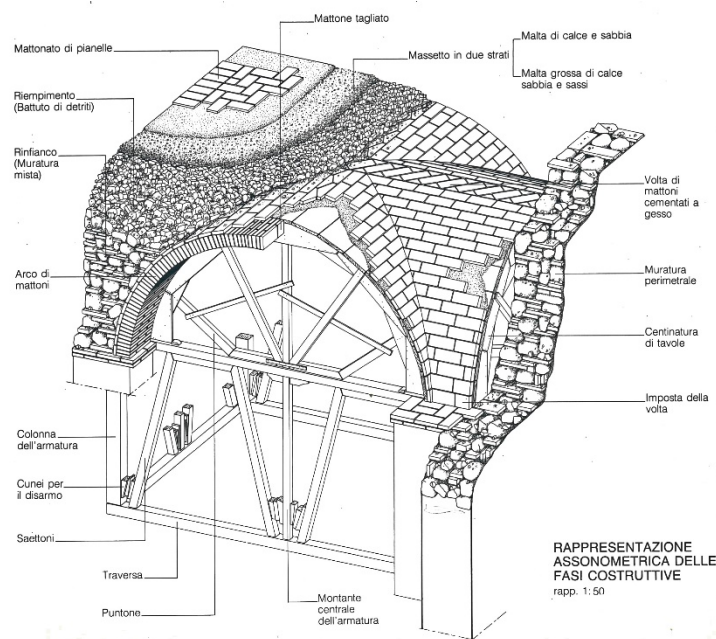 Mattone tagliato
Mattonato di pianelle
Massetto in due strati
Malta di calce e sabbia
Malta grossa di calce
sabbia e sassi
Riempimento
(Battuto di detriti)
Rinfianco
(Muratura
mista)
Volta di
mattoni
cementati a
gesso
Arco di
mattoni
Muratura
perimetrale
Centinatura
di tavole
Imposta della
volta
Colonna
dell'armatura
Cunei per
il disarmo
Saettoni
Traversa
Puntone
Montante
centrale
dell'armatura
RAPPRESENTAZIONE
ASSONOMETRICA DELLE
FASI COSTRUTTIVE
rapp. 1:50